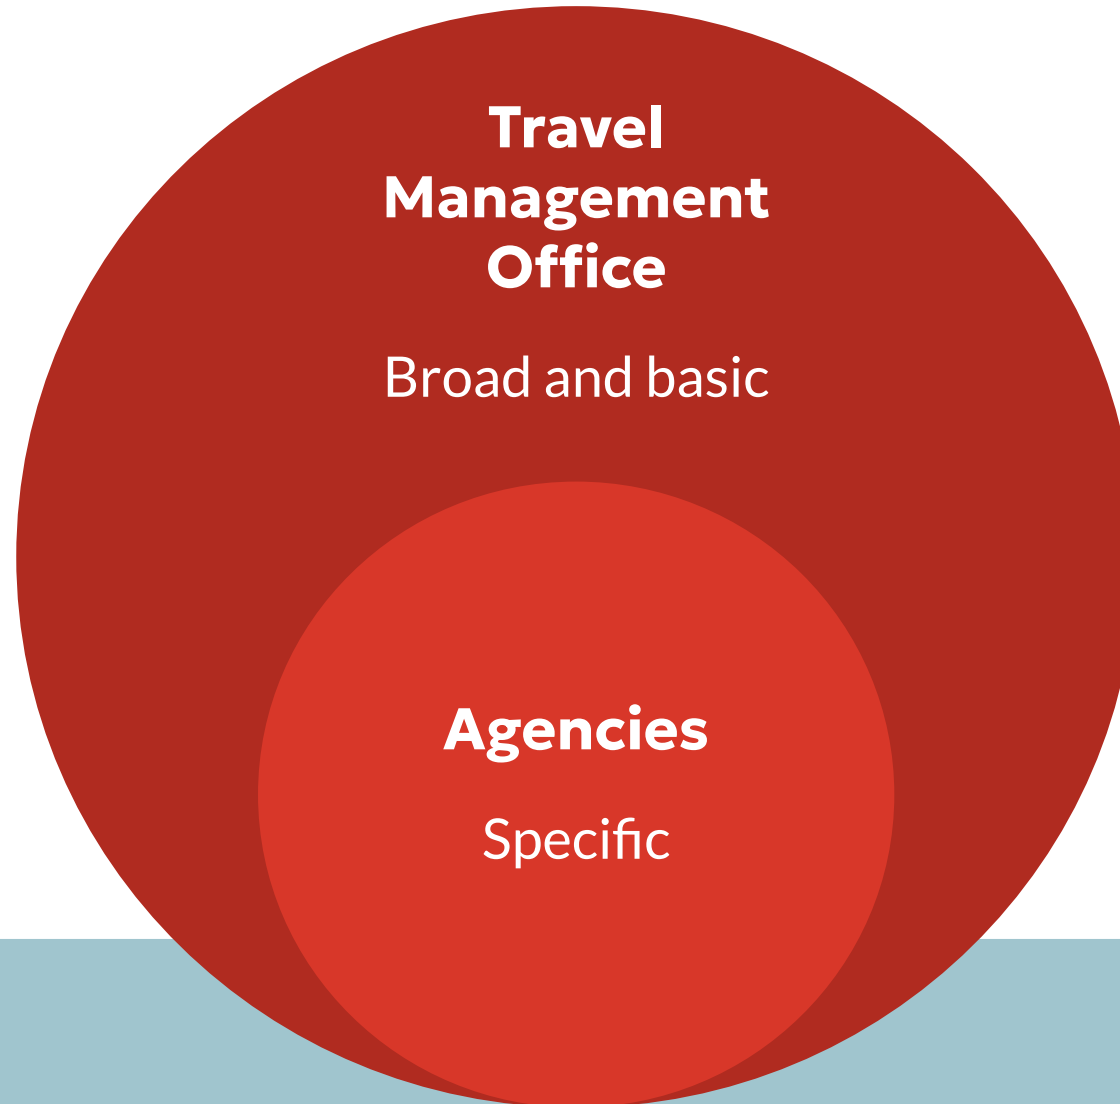 Travel
Management
Office
Broad and basic
Agencies
Specific